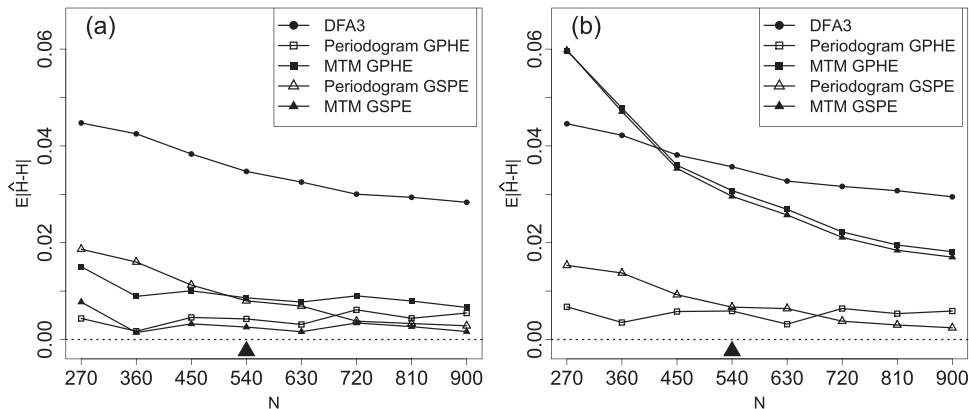 (a)
DFA3
Periodogram GPHE
MTM GPHE
Periodogram GSPE
MTM GSPE
E|Ĥ-H|
0.06
0.04
0.02
0.00
270 360 450 540 630 720 810 900
N
(b)
DFA3
Periodogram GPHE
MTM GPHE
Periodogram GSPE
MTM GSPE
E|Ĥ-H|
0.06
0.04
0.02
0.00
270 360 450 540 630 720 810 900
N